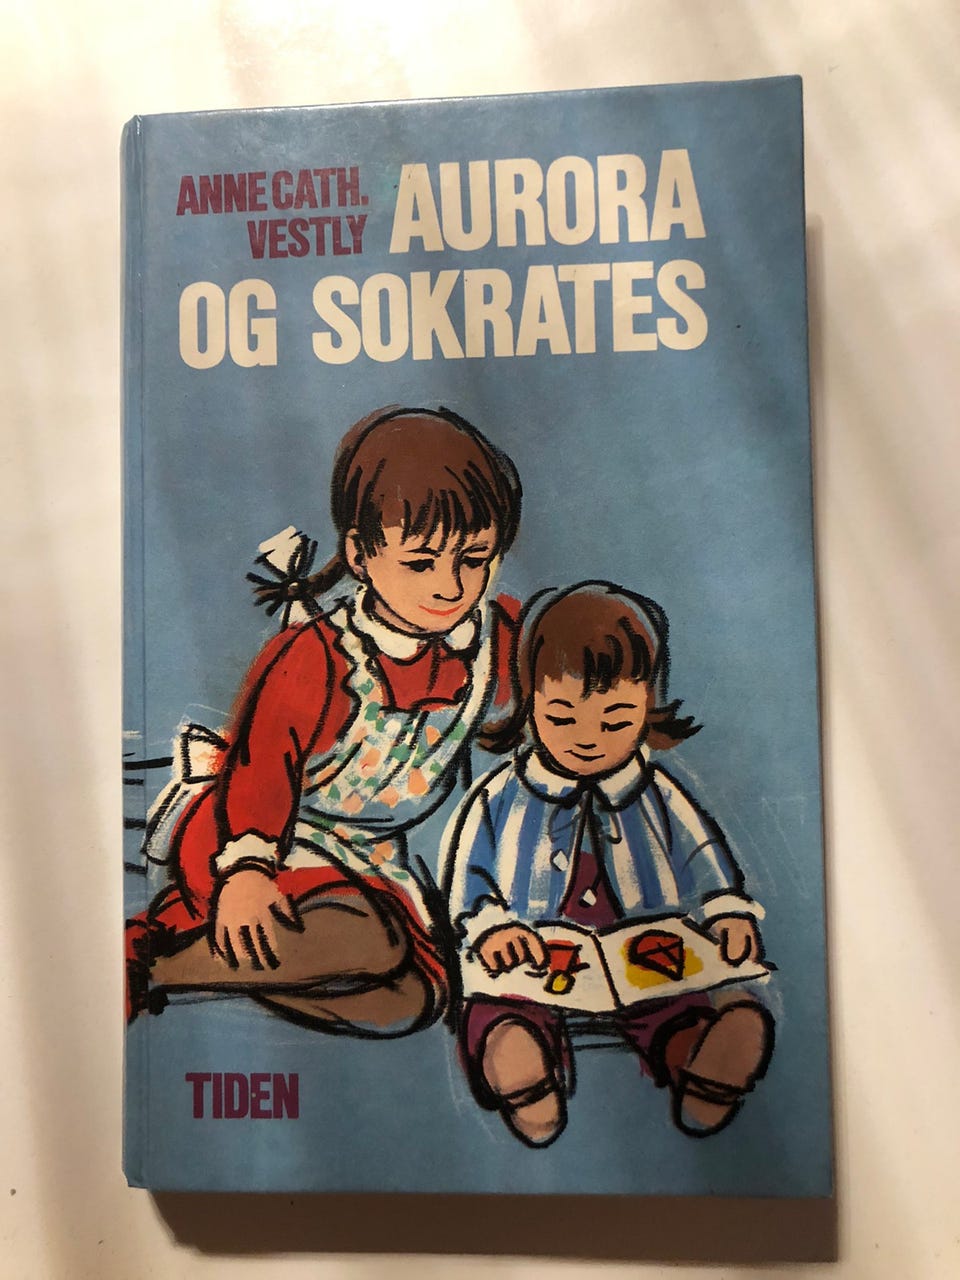 ANNE CATH.
VESTLY
AURORA
OG SOKRATES
TIDEN